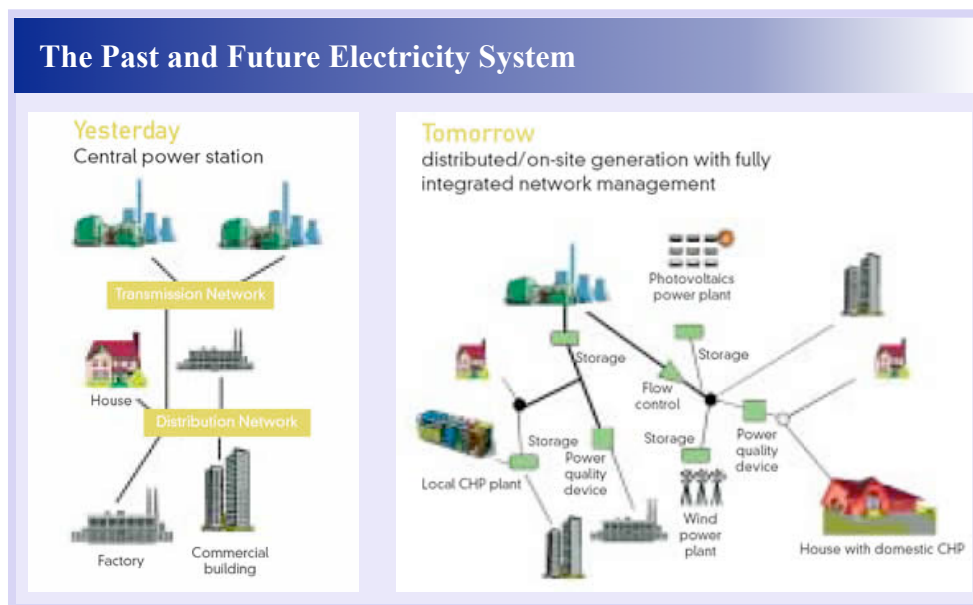 The Past and Future Electricity System
Yesterday
Central power station
Transmission Network
House
Distribution Network
Factory
Commercial
building
Tomorrow
distributed/on-site generation with fully
integrated network management
Photovoltaics
power plant
Storage
Storage
Flow
control
Storage
Power
quality
device
Storage
Power
quality
device
Local CHP plant
Wind
power
plant
House with domestic CHP